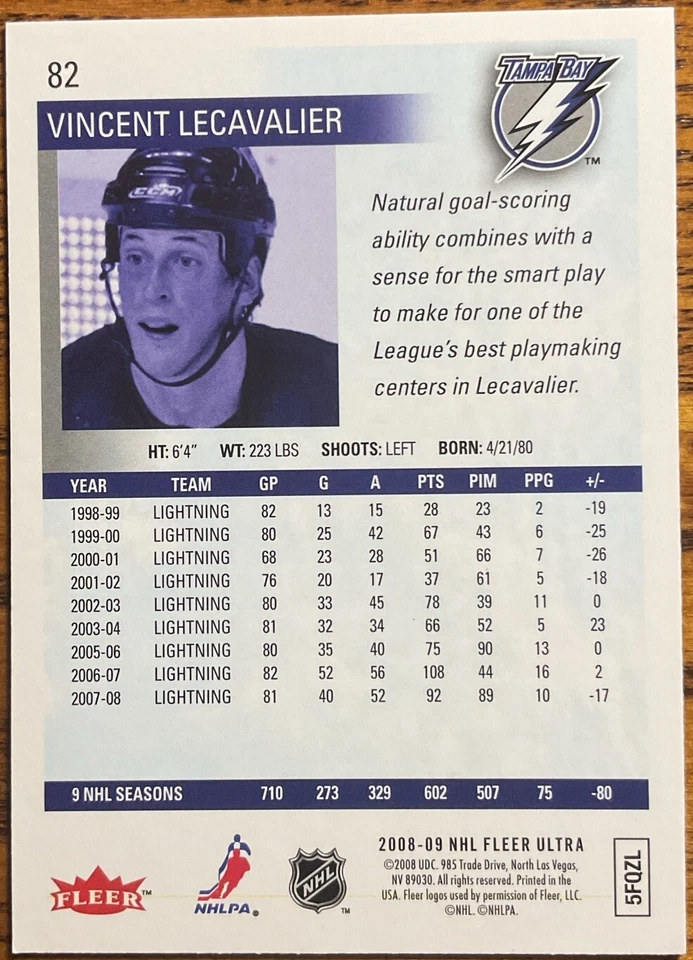 82
TAMPA BAY
TM
VINCENT LECAVALIER
CCM
Natural goal-scoring
ability combines with a
sense for the smart play
to make for one of the
League's best playmaking
centers in Lecavalier.
HT: 6'4" WT: 223 LBS SHOOTS: LEFT BORN: 4/21/80
YEAR TEAM GP G A PTS PIM PPG +/-
1998-99 LIGHTNING 82 13 15 28 23 2 -19
1999-00 LIGHTNING 80 25 42 67 43 6 -25
2000-01 LIGHTNING 68 23 28 51 66 7 -26
2001-02 LIGHTNING 76 20 17 37 61 5 -18
2002-03 LIGHTNING 80 33 45 78 39 11 0
2003-04 LIGHTNING 81 32 34 66 52 5 23
2005-06 LIGHTNING 80 35 40 75 90 13 0
2006-07 LIGHTNING 82 52 56 108 44 16 2
2007-08 LIGHTNING 81 40 52 92 89 10 -17
9 NHL SEASONS 710 273 329 602 507 75 -80
FLEER™
NHLPA®
NHL™
2008-09 NHL FLEER ULTRA
©2008 UDC. 985 Trade Drive, North Las Vegas,
NV 89030. All rights reserved. Printed in the
USA. Fleer logos used by permission of Fleer, LLC.
©NHL. ©NHLPA.
5FQZL